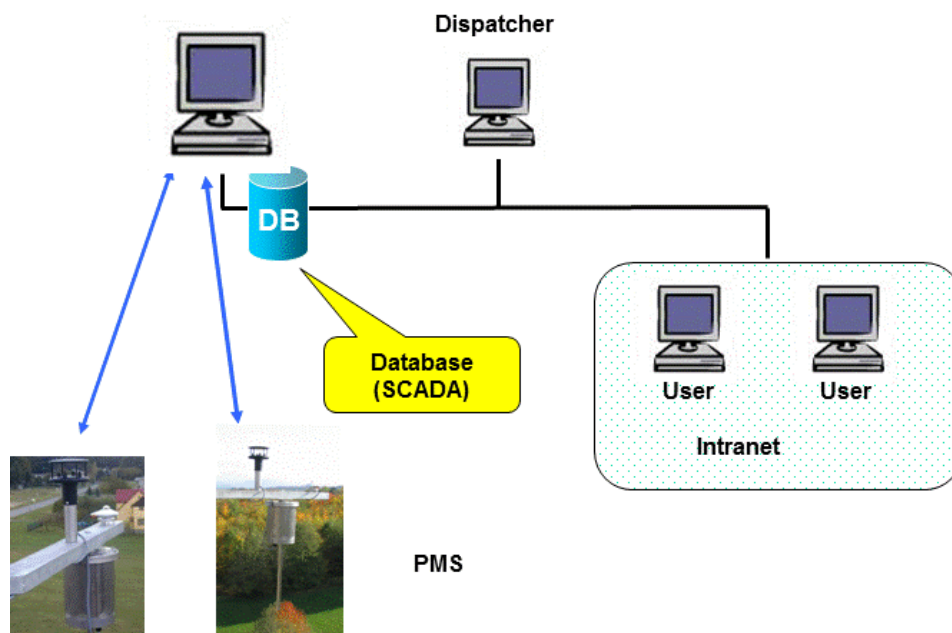 Dispatcher
DB
Database
(SCADA)
User
User
Intranet
PMS